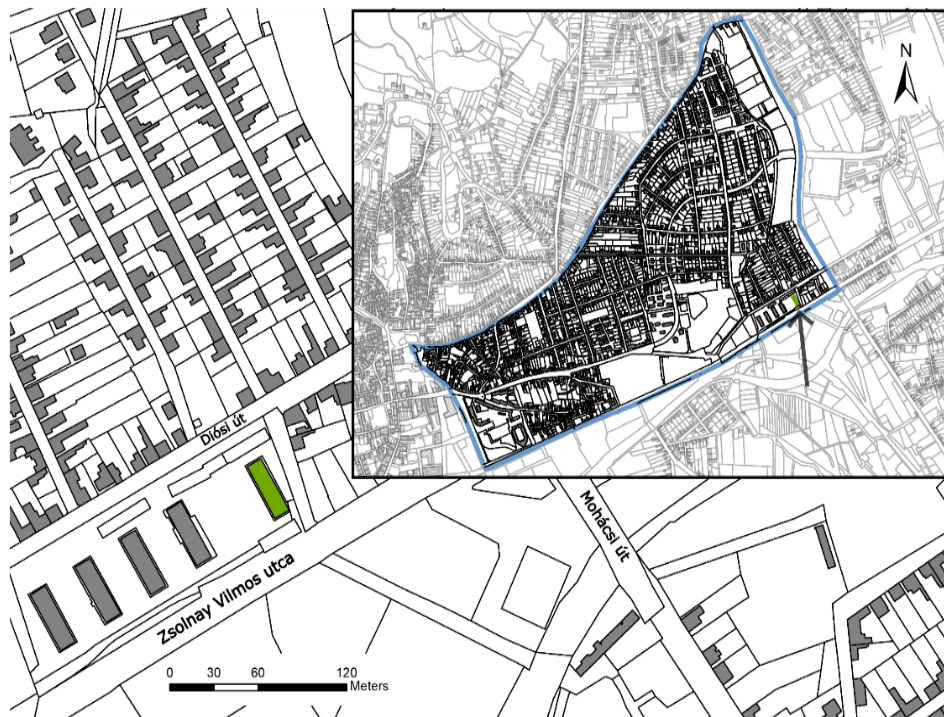 N
Diósi út
Mohácsi út
Zsolnay Vilmos utca
0 30 60 120
Meters